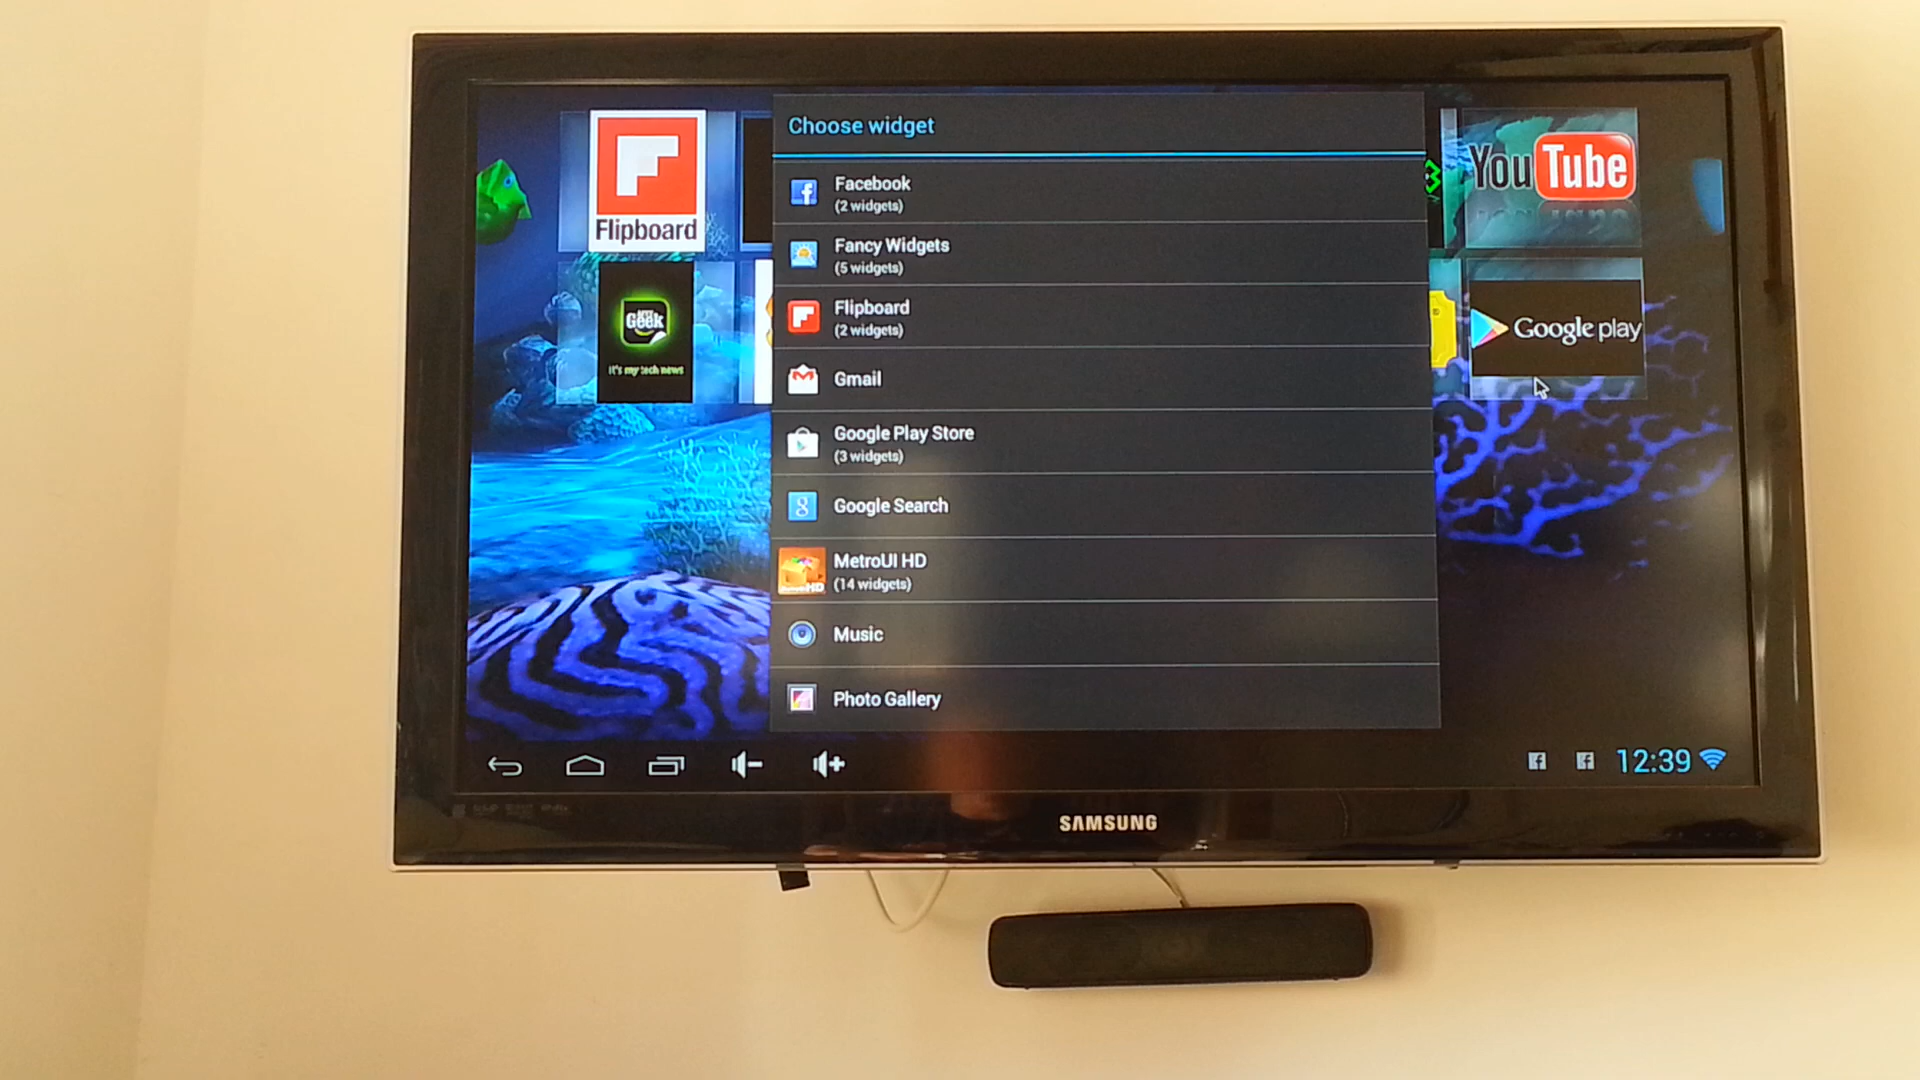 Choose widget
Facebook
(2 widgets)
Fancy Widgets
(5 widgets)
Flipboard
(2 widgets)
Gmail
Google Play Store
(3 widgets)
Google Search
MetroUI HD
(14 widgets)
Music
Photo Gallery
Flipboard
Geek
it's my tech news
YouTube
Google play
12:39
SAMSUNG